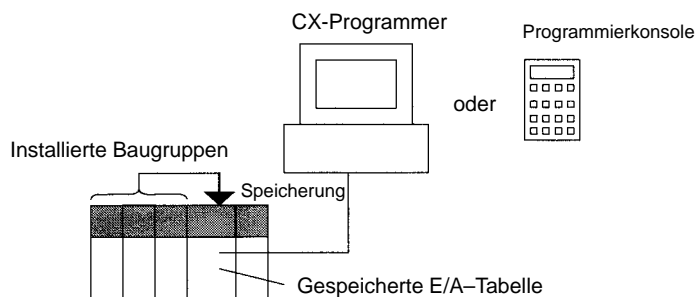 CX-Programmer
Programmierkonsole
oder
Installierte Baugruppen
Speicherung
Gespeicherte E/A–Tabelle